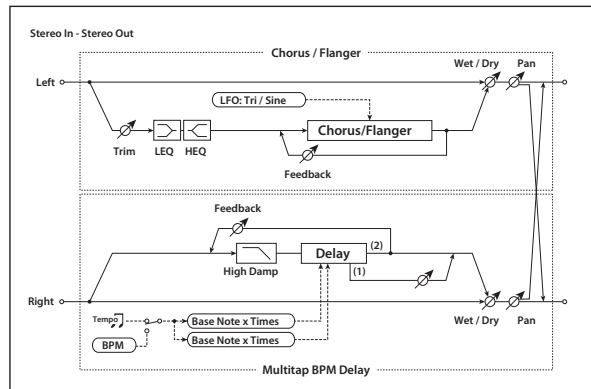 Stereo In - Stereo Out
Chorus / Flanger
Wet / Dry
Pan
Left
LFO: Tri / Sine
Chorus/Flanger
Trim
LEQ
HEQ
Feedback
Feedback
High Damp
Delay
(2)
(1)
Right
Tempo
BPM
Base Note x Times
Base Note x Times
Wet / Dry
Pan
Multitap BPM Delay